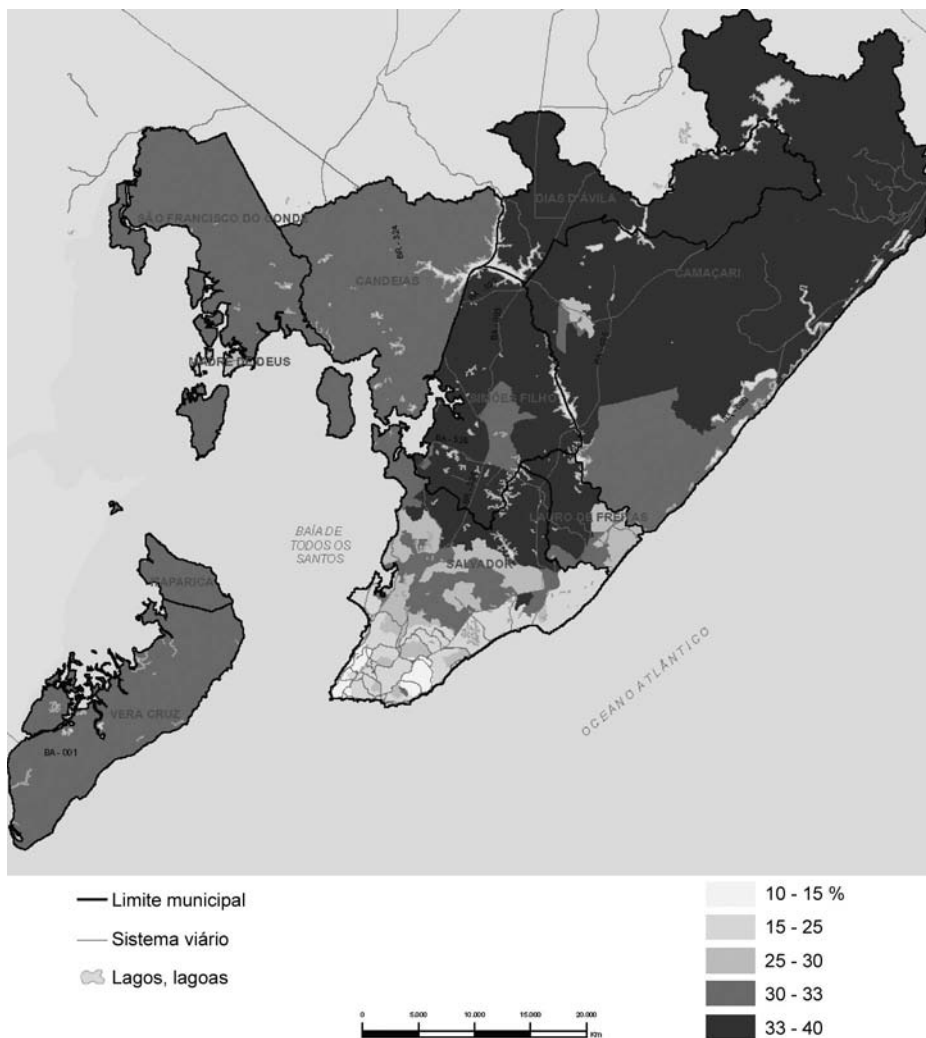 SÃO FRANCISCO DO CONDE
DIAS D'ÁVILA
BR - 324
CANDEIAS
CAMAÇARI
MADRE DE DEUS
SIMÕES FILHO
LAURO DE FREITAS
BAÍA DE
TODOS OS
SANTOS
SALVADOR
ITAPARICA
VERA CRUZ
BA - 001
OCEANO ATLÂNTICO
Limite municipal
Sistema viário
Lagos, lagoas
0 5.000 10.000 15.000 20.000
Km
10 - 15 %
15 - 25
25 - 30
30 - 33
33 - 40